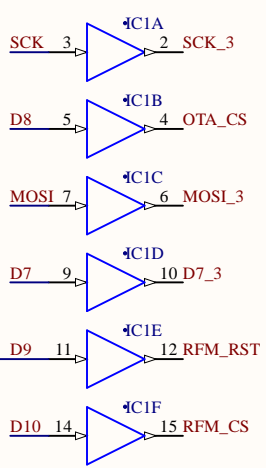 IC1A
SCK 3 2 SCK_3
IC1B
D8 5 4 OTA_CS
IC1C
MOSI 7 6 MOSI_3
IC1D
D7 9 10 D7_3
IC1E
D9 11 12 RFM_RST
IC1F
D10 14 15 RFM_CS